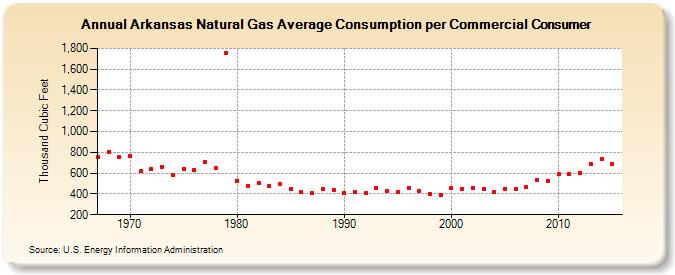 Annual Arkansas Natural Gas Average Consumption per Commercial Consumer
Thousand Cubic Feet
1,800
1,600
1,400
1,200
1,000
800
600
400
200
1970 1980 1990 2000 2010
Source: U.S. Energy Information Administration